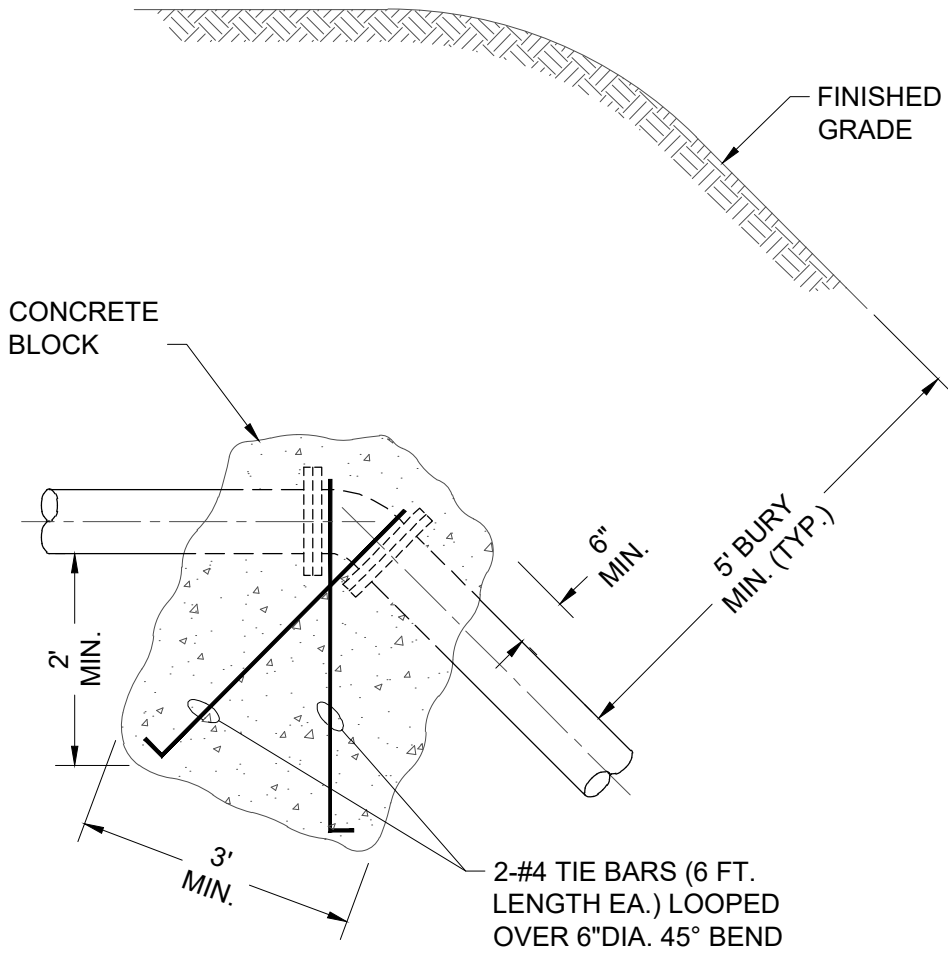 FINISHED
GRADE
CONCRETE
BLOCK
6"
MIN.
5' BURY
MIN. (TYP.)
2'
MIN.
3'
MIN.
2-#4 TIE BARS (6 FT.
LENGTH EA.) LOOPED
OVER 6"DIA. 45° BEND